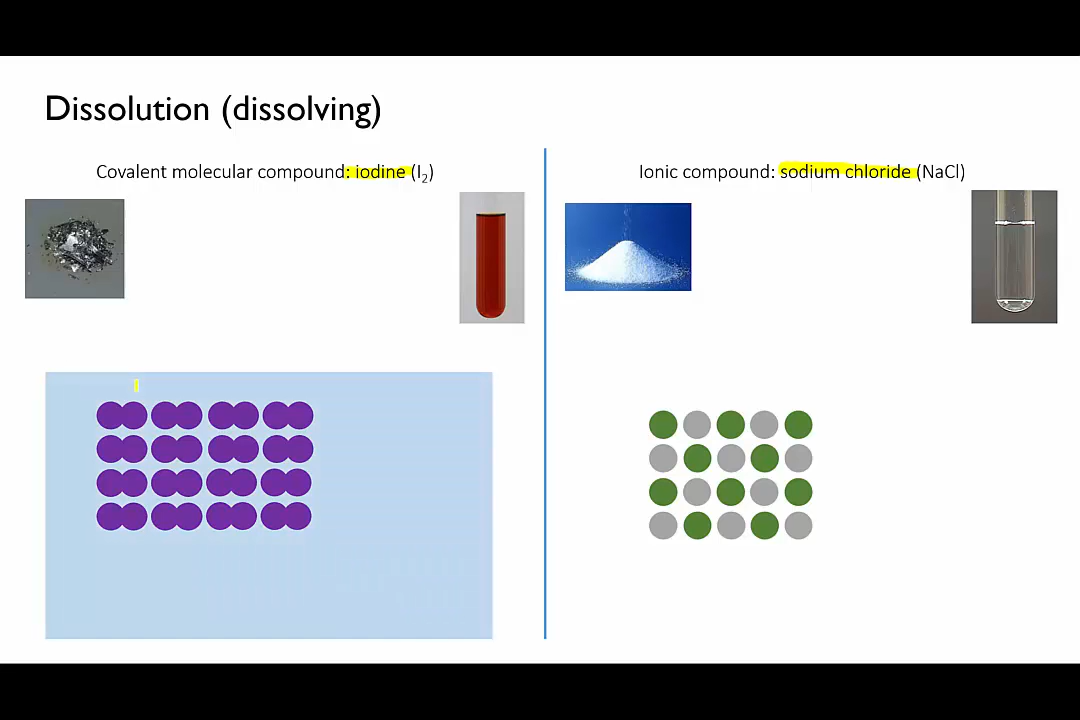 Dissolution (dissolving)
Covalent molecular compound: iodine (I₂)
Ionic compound: sodium chloride (NaCl)